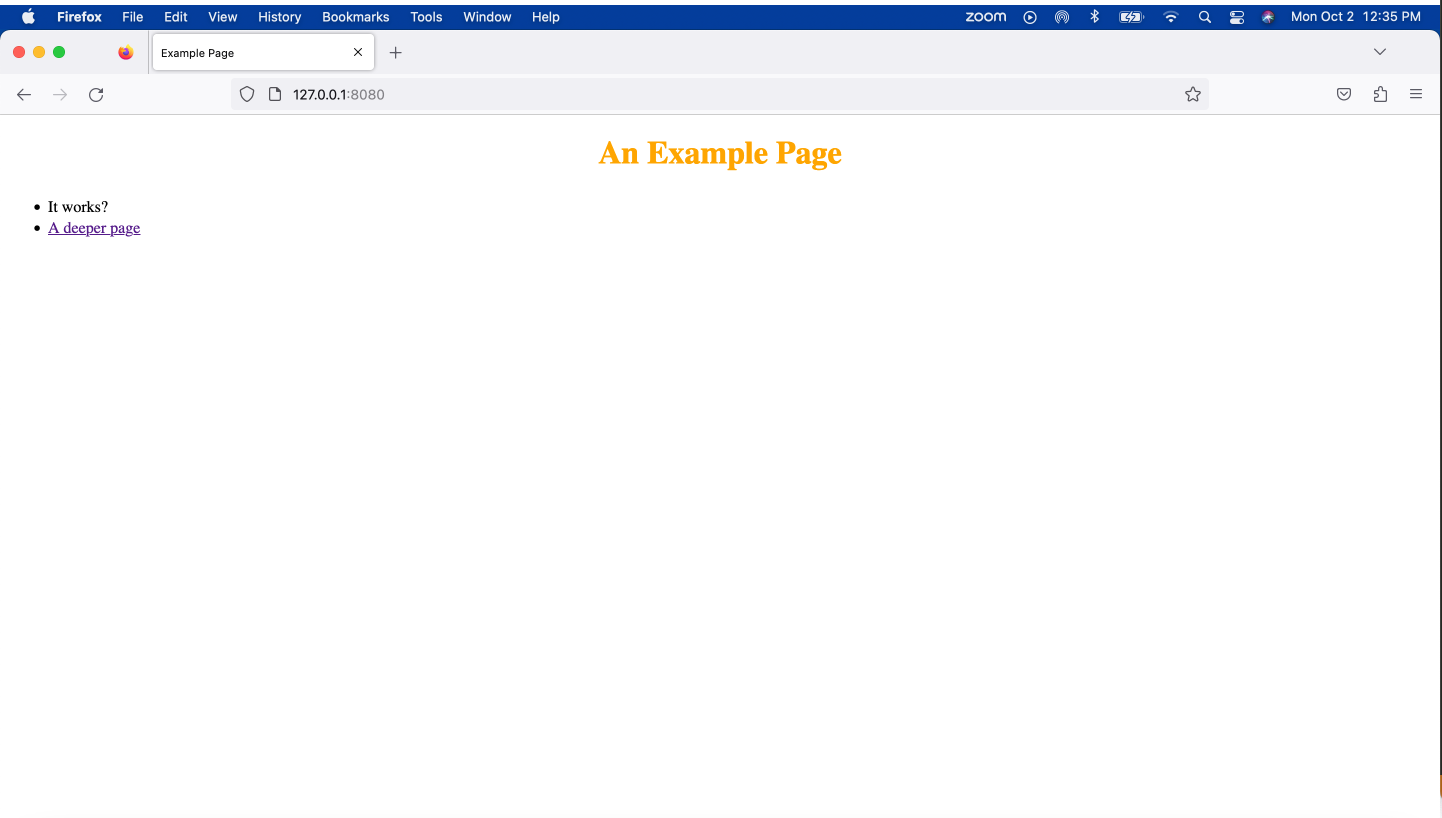 Firefox File Edit View History Bookmarks Tools Window Help zoom Mon Oct 2 12:35 PM
Example Page
127.0.0.1:8080
An Example Page
It works?
A deeper page